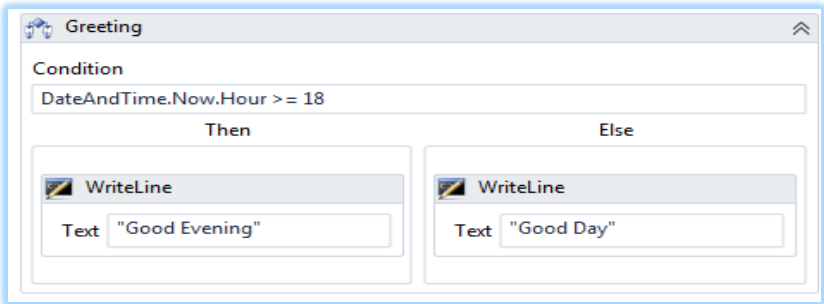 Greeting
Condition
DateAndTime.Now.Hour >= 18
Then Else
WriteLine WriteLine
Text "Good Evening" Text "Good Day"